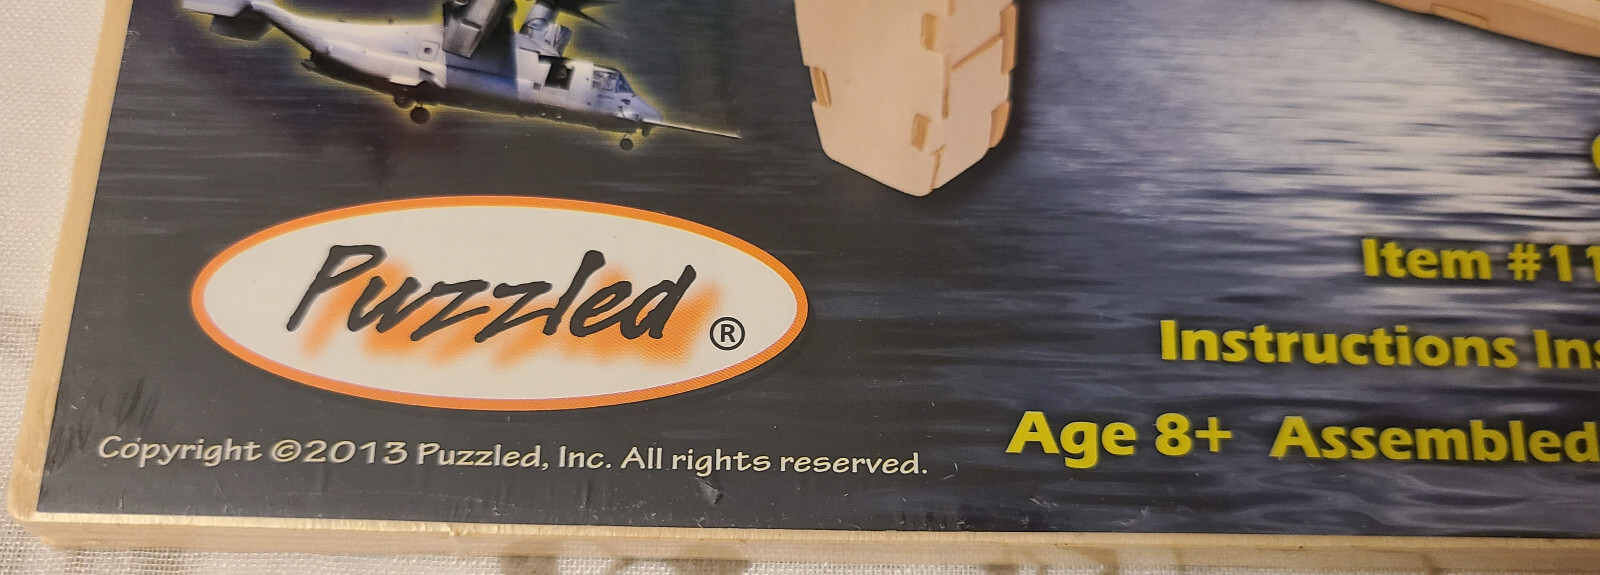 Puzzled ®
Item #11
Instructions Ins
Age 8+ Assembled
Copyright ©2013 Puzzled, Inc. All rights reserved.